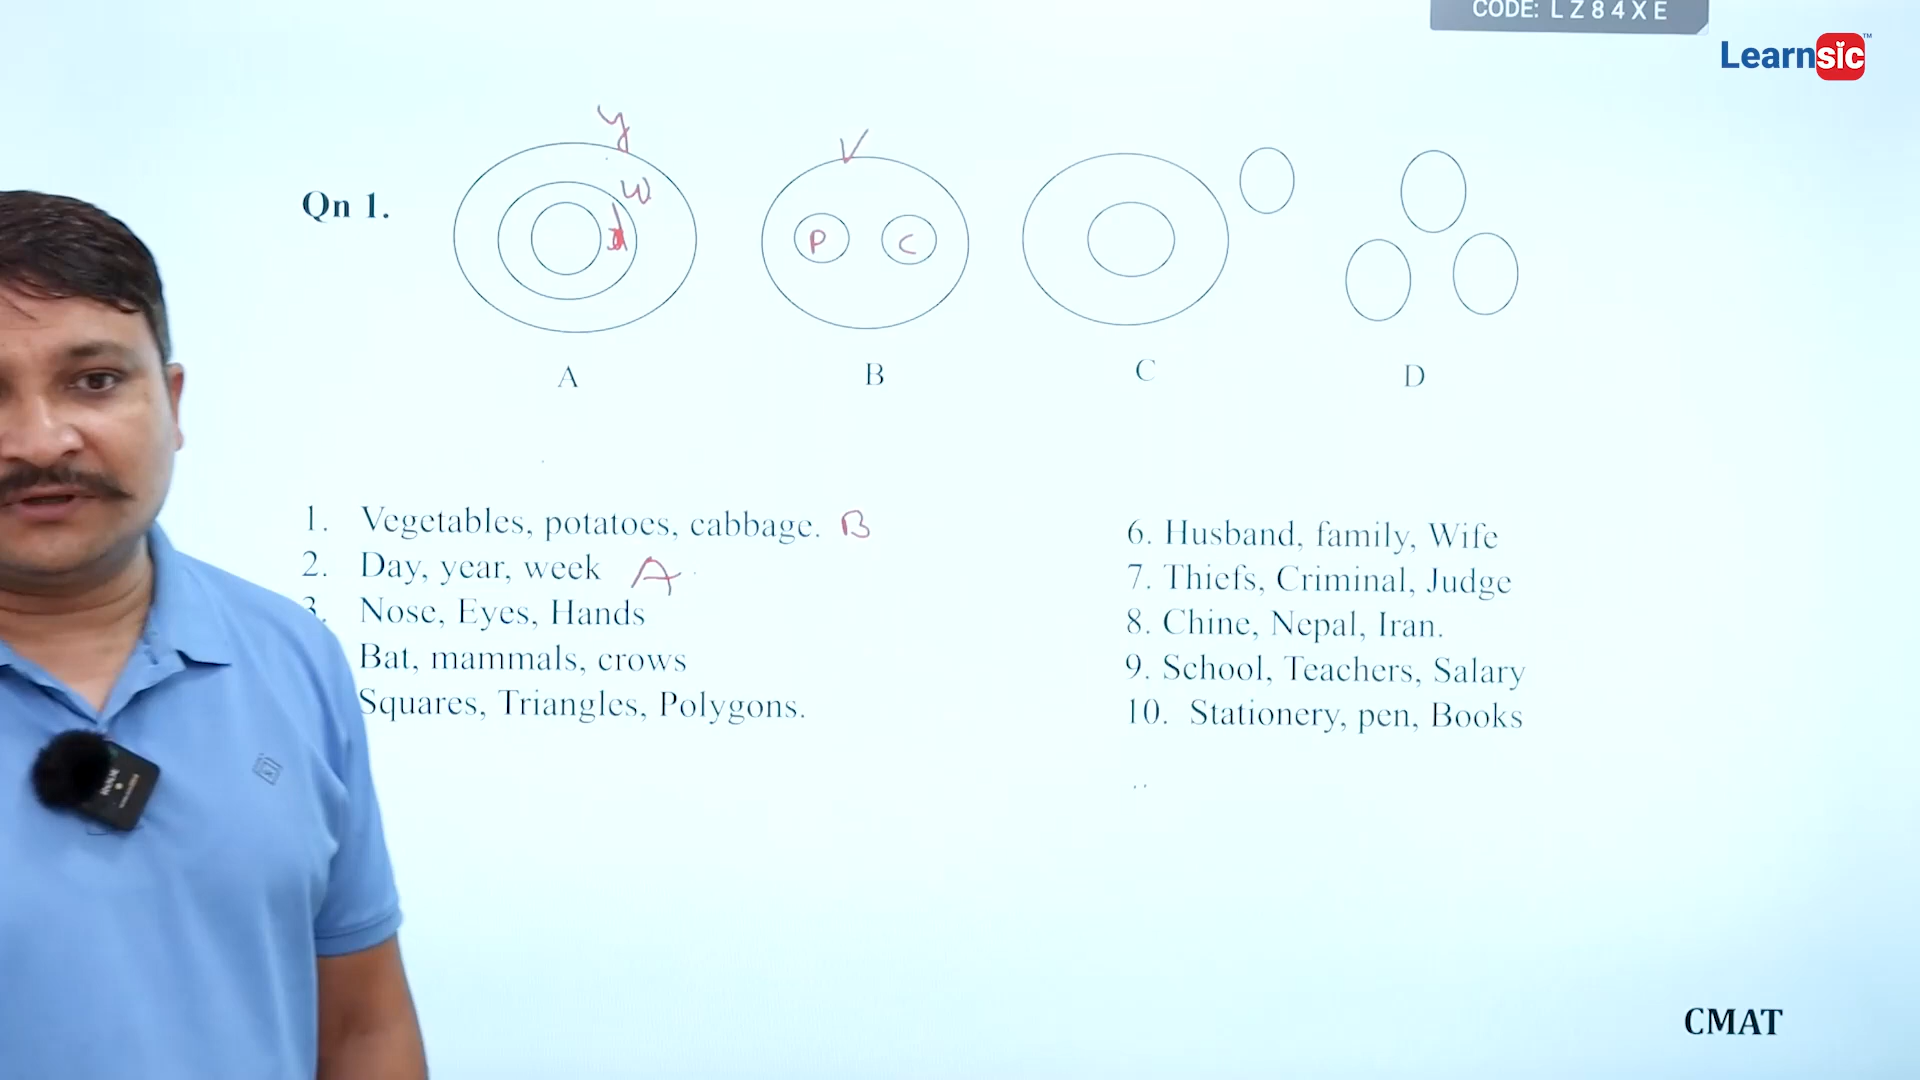 CODE: LZ84XE
Learnsic™
y
w
d
V
P
C
Qn 1.
A
B
C
D
1. Vegetables, potatoes, cabbage. B
2. Day, year, week A
3. Nose, Eyes, Hands
Bat, mammals, crows
Squares, Triangles, Polygons.
6. Husband, family, Wife
7. Thiefs, Criminal, Judge
8. Chine, Nepal, Iran.
9. School, Teachers, Salary
10. Stationery, pen, Books
CMAT